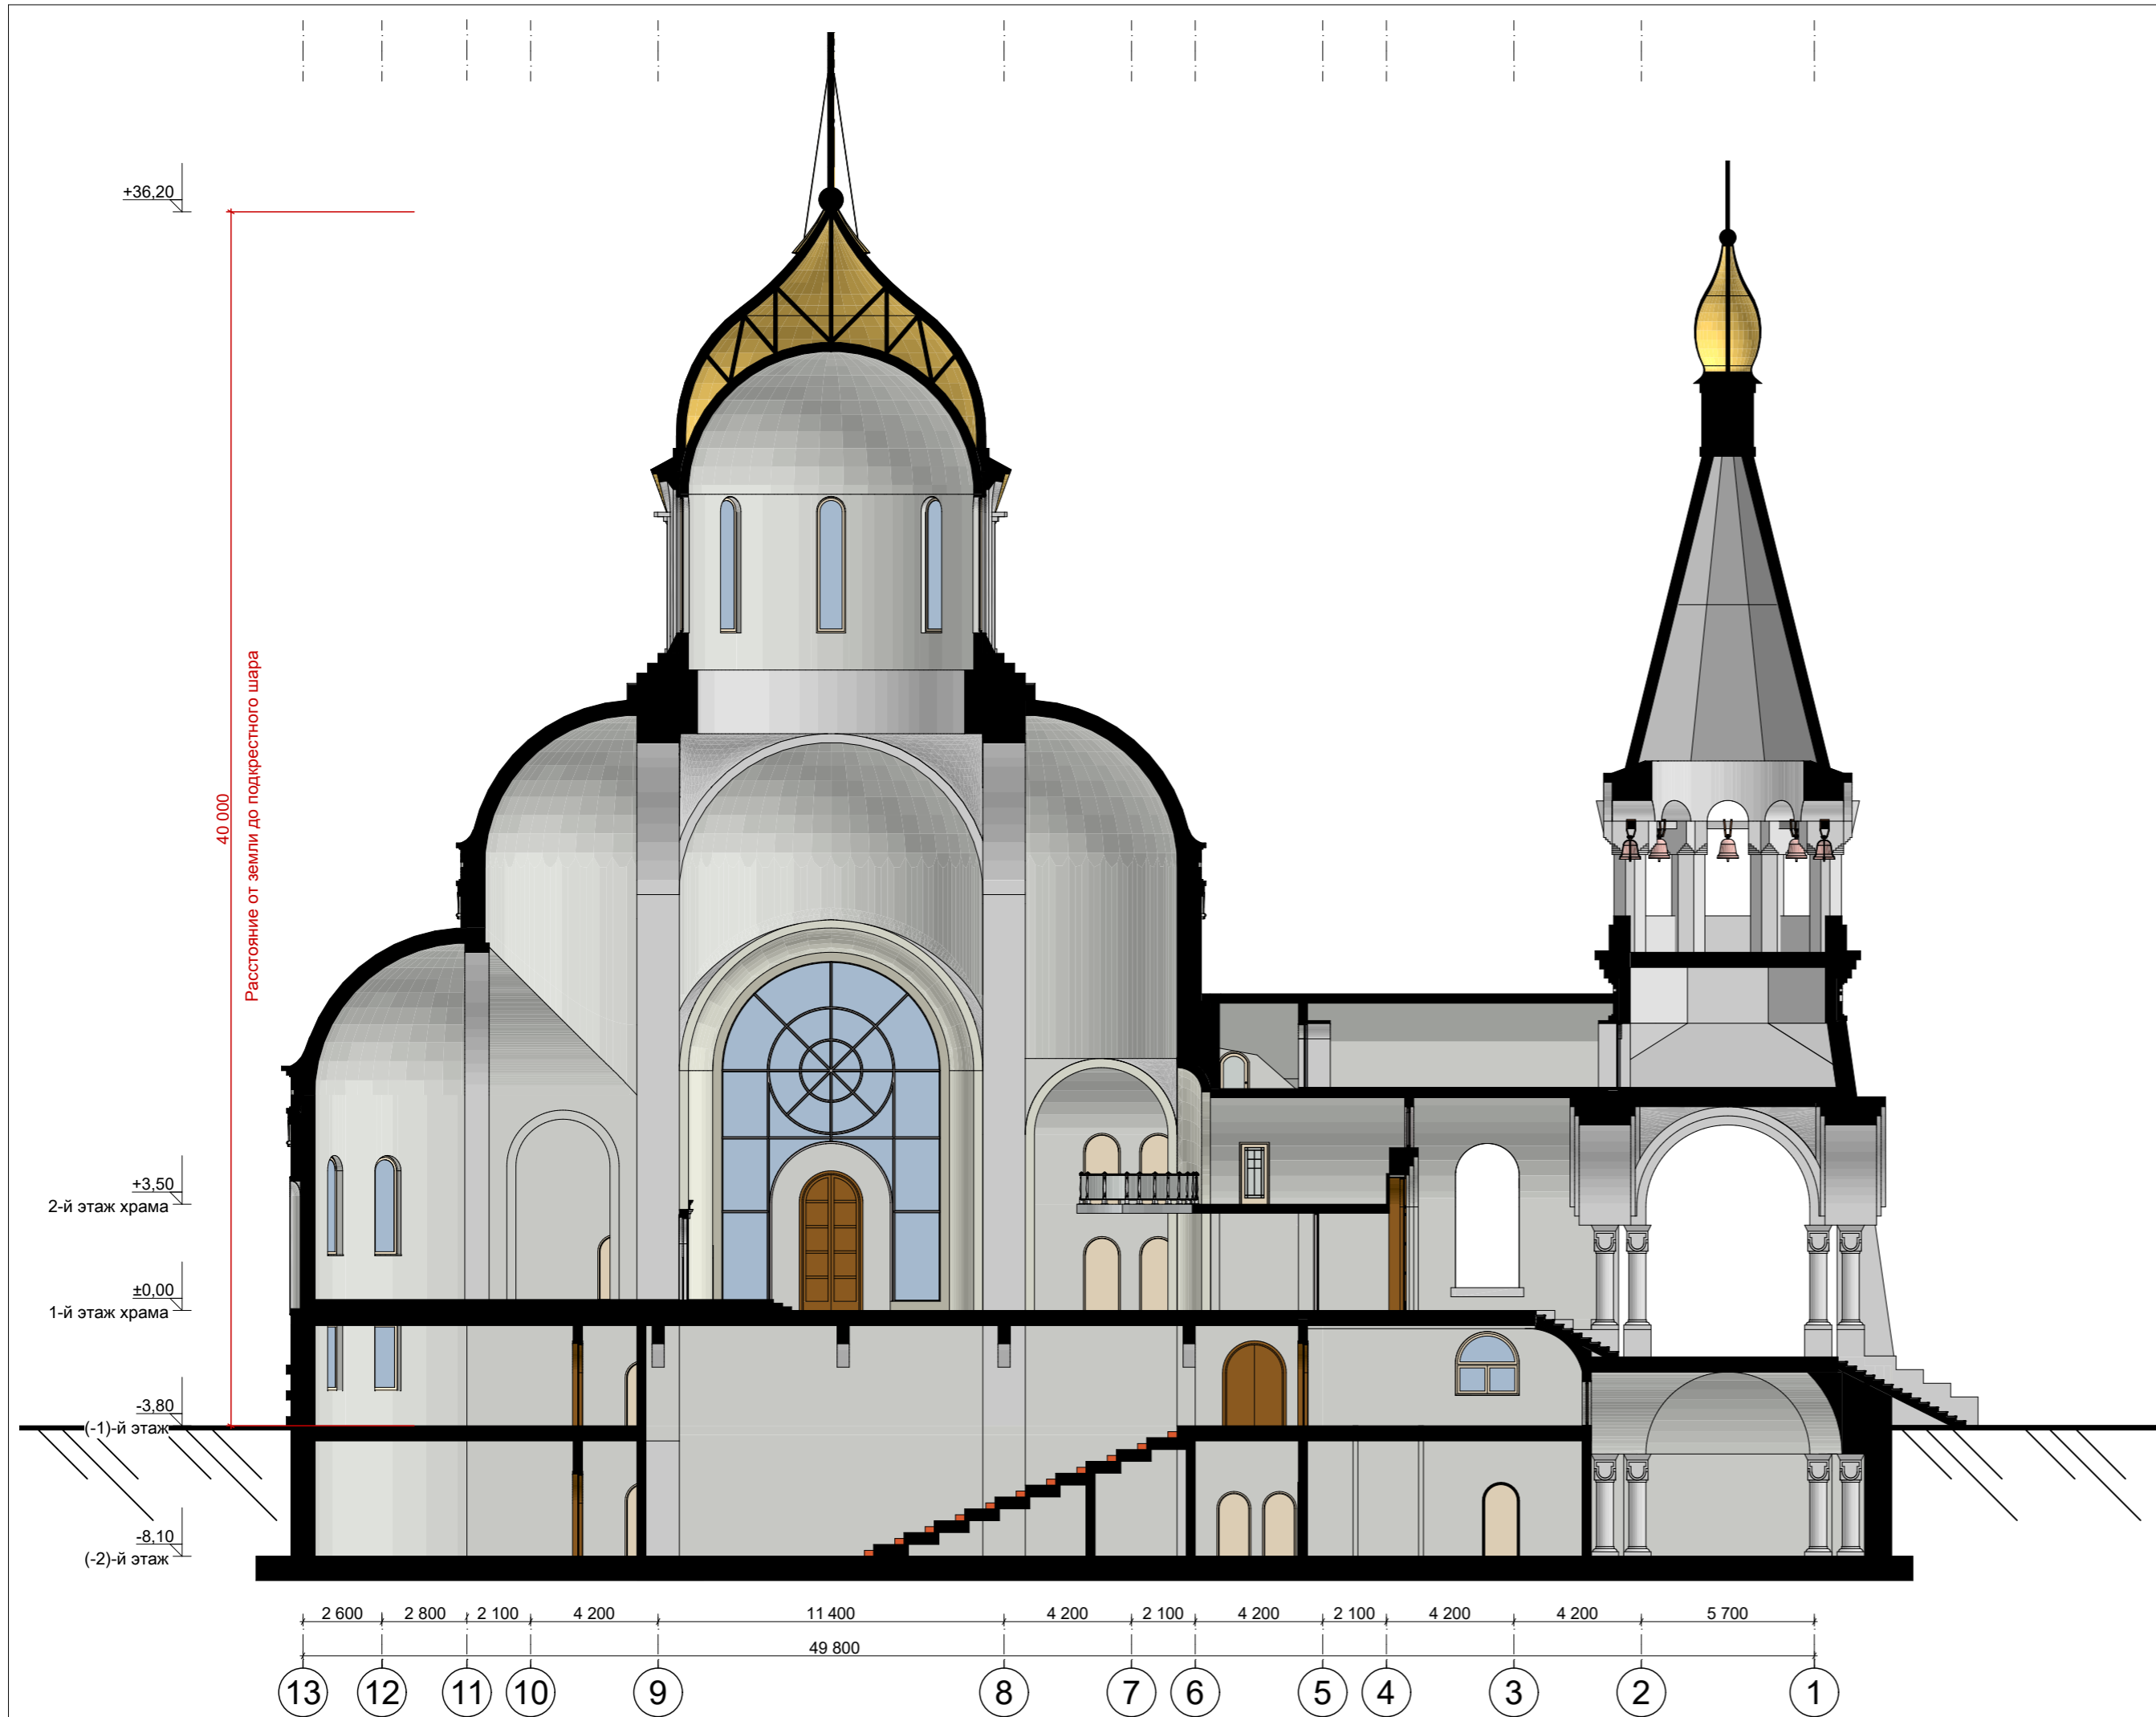 +36,20
40 000
Расстояние от земли до подкрестного шара
+3,50
2-й этаж храма
±0,00
1-й этаж храма
-3,80
(-1)-й этаж
-8,10
(-2)-й этаж
2 600 2 800 2 100 4 200 11 400 4 200 2 100 4 200 2 100 4 200 4 200 5 700
49 800
13 12 11 10 9 8 7 6 5 4 3 2 1